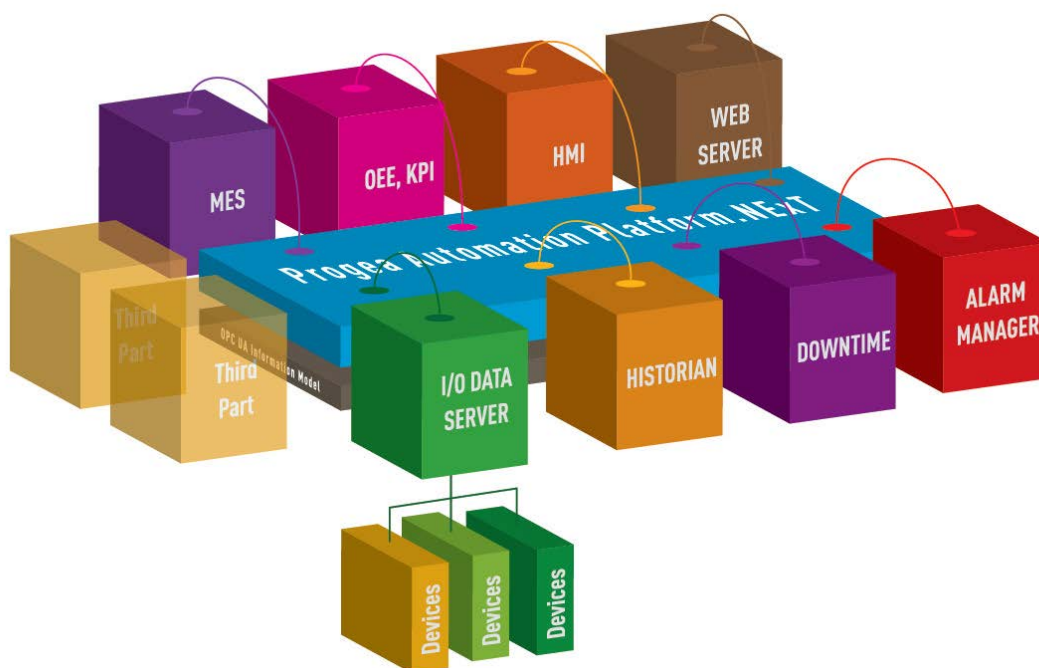 MES
OEE, KPI
HMI
WEB
SERVER
Progea Automation Platform.NExT
OPC UA Information Model
Third
Part
Third
Part
I/O DATA
SERVER
HISTORIAN
DOWNTIME
ALARM
MANAGER
Devices
Devices
Devices